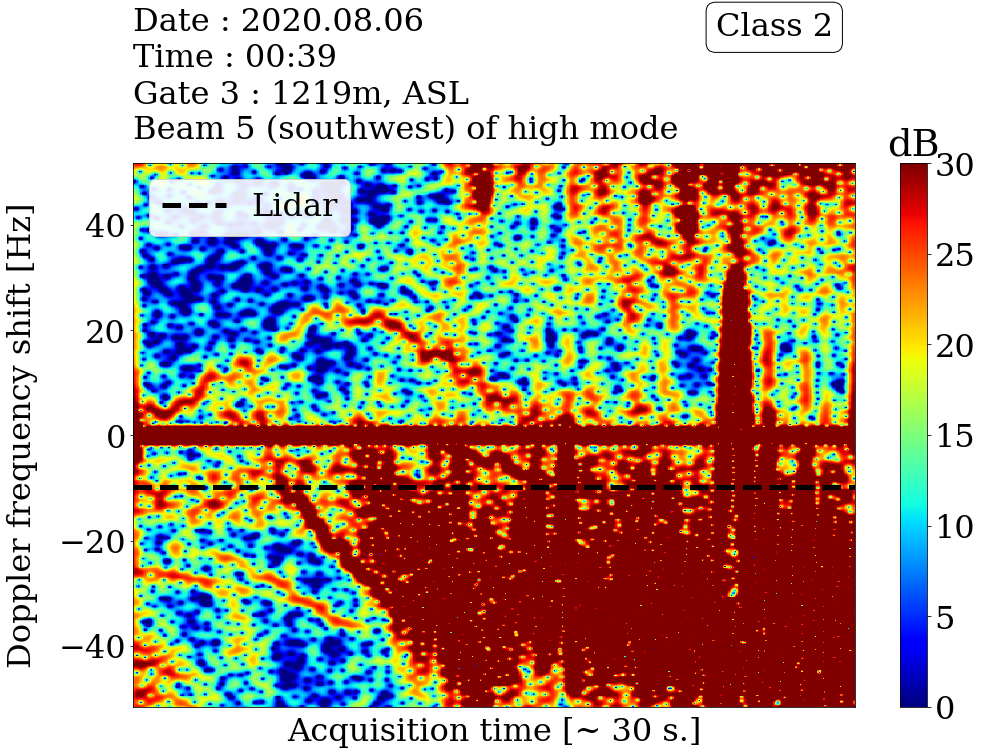 Date : 2020.08.06
Time : 00:39
Gate 3 : 1219m, ASL
Beam 5 (southwest) of high mode
Class 2
dB
Lidar
Doppler frequency shift [Hz]
40
20
0
−20
−40
Acquisition time [~ 30 s.]
30
25
20
15
10
5
0